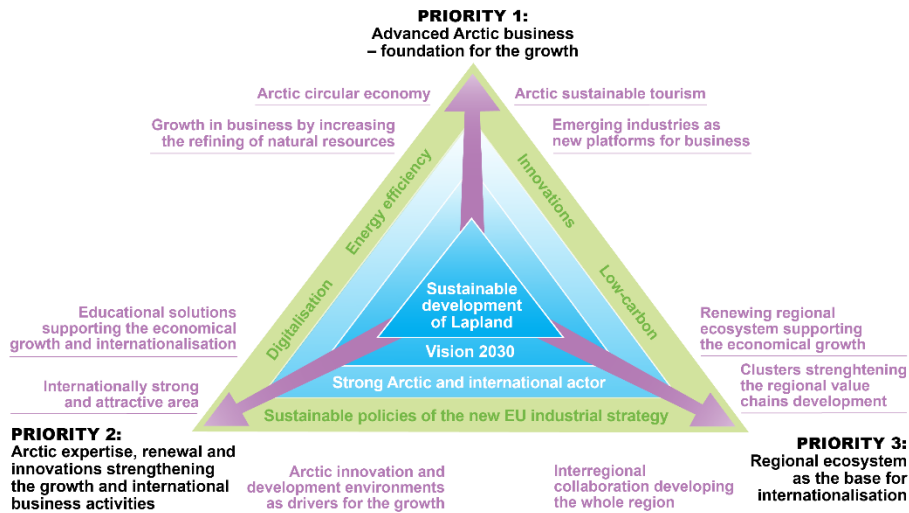 PRIORITY 1:
Advanced Arctic business
– foundation for the growth
Arctic circular economy
Arctic sustainable tourism
Growth in business by increasing
the refining of natural resources
Emerging industries as
new platforms for business
Energy efficiency
Innovations
Digitalisation
Low-carbon
Sustainable
development
of Lapland
Vision 2030
Strong Arctic and international actor
Sustainable policies of the new EU industrial strategy
Educational solutions
supporting the economical
growth and internationalisation
Internationally strong
and attractive area
Renewing regional
ecosystem supporting
the economical growth
Clusters strenghtening
the regional value
chains development
PRIORITY 2:
Arctic expertise, renewal and
innovations strengthening
the growth and international
business activities
Arctic innovation and
development environments
as drivers for the growth
Interregional
collaboration developing
the whole region
PRIORITY 3:
Regional ecosystem
as the base for
internationalisation